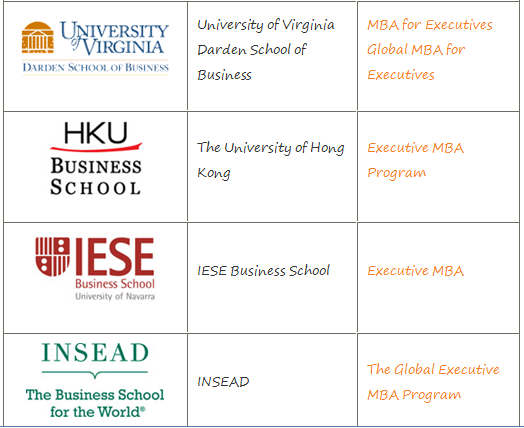 UNIVERSITY
of VIRGINIA
DARDEN SCHOOL OF BUSINESS
University of Virginia
Darden School of
Business
MBA for Executives
Global MBA for
Executives
HKU
BUSINESS
SCHOOL
The University of Hong
Kong
Executive MBA
Program
IESE
Business School
University of Navarra
IESE Business School
Executive MBA
INSEAD
The Business School
for the World®
INSEAD
The Global Executive
MBA Program